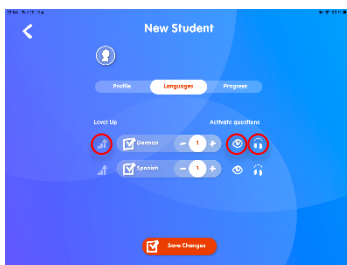 New Student
Profile Languages Progress
Level Up Activate questions
German - 1 +
Spanish - 1 +
Save Changes